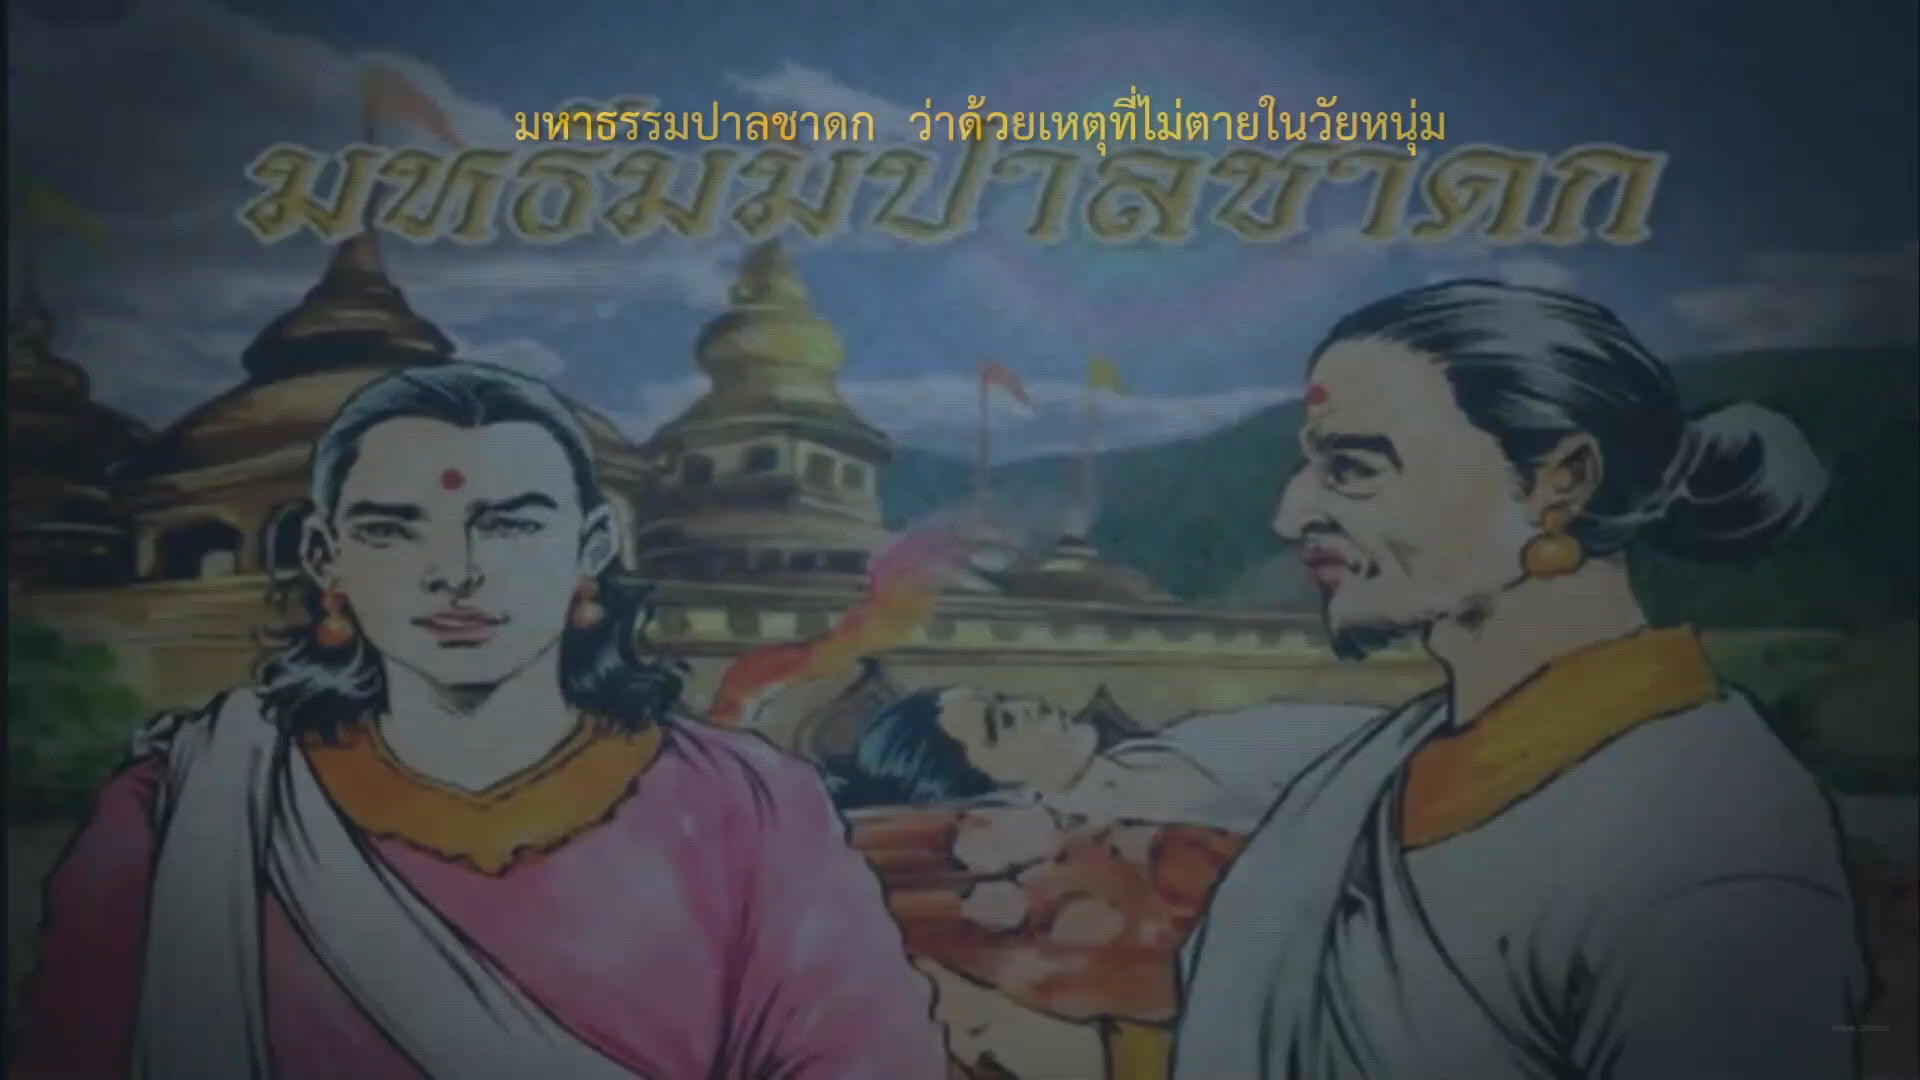 มหาธรรมปาลชาดก ว่าด้วยเหตุที่ไม่ตายในวัยหนุ่ม
มหธมมปาลชาดก